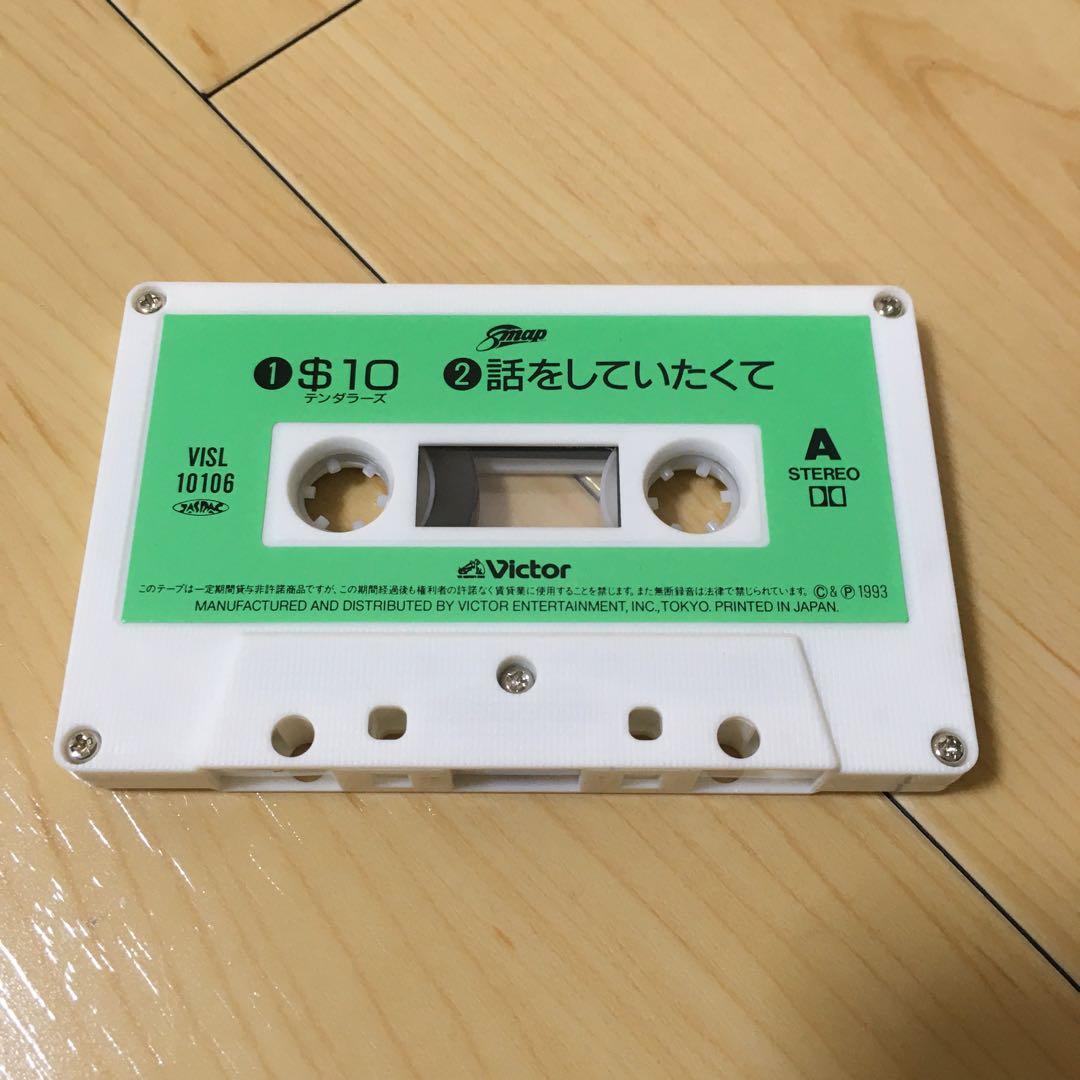 Smap
❶ $10 ❷ 話をしていたくて
テンダラーズ
VISL
10106
JASRAC
A
STEREO
Victor
このテープは一定期間貸与非許諾商品ですが、この期間経過後も権利者の許諾なく賃貸業に使用することを禁じます。また無断録音は法律で禁じられています。 Ⓒ&Ⓟ1993
MANUFACTURED AND DISTRIBUTED BY VICTOR ENTERTAINMENT, INC., TOKYO. PRINTED IN JAPAN.